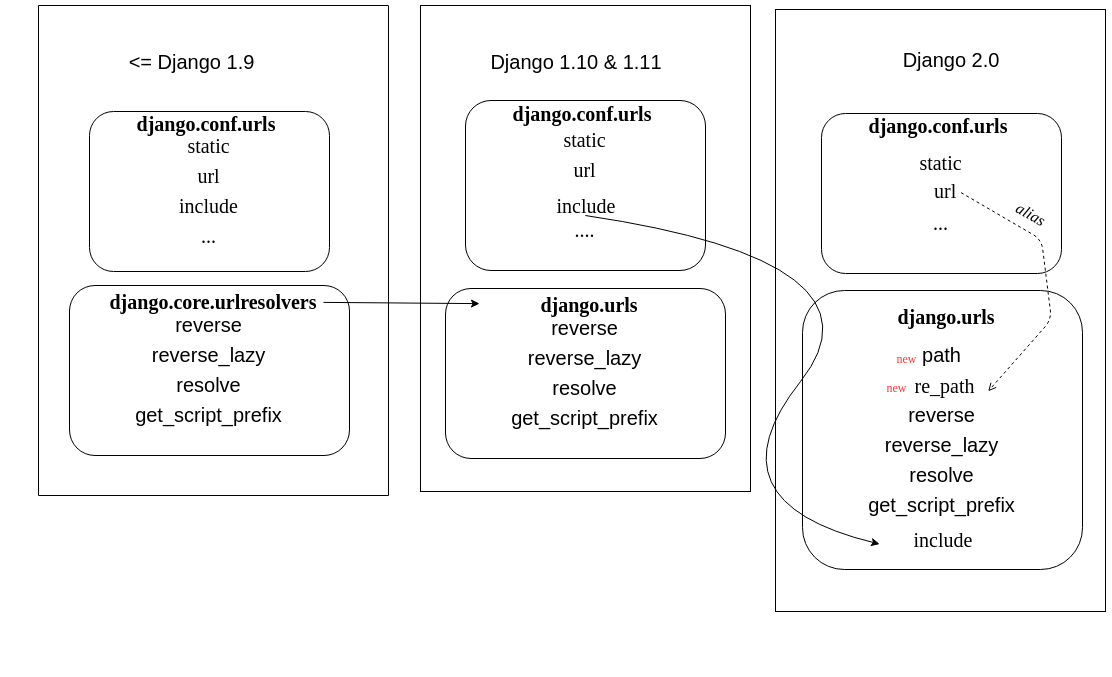 <= Django 1.9
django.conf.urls
static
url
include
...
django.core.urlresolvers
reverse
reverse_lazy
resolve
get_script_prefix
Django 1.10 & 1.11
django.conf.urls
static
url
include
....
django.urls
reverse
reverse_lazy
resolve
get_script_prefix
Django 2.0
django.conf.urls
static
url
alias
...
django.urls
new path
new re_path
reverse
reverse_lazy
resolve
get_script_prefix
include